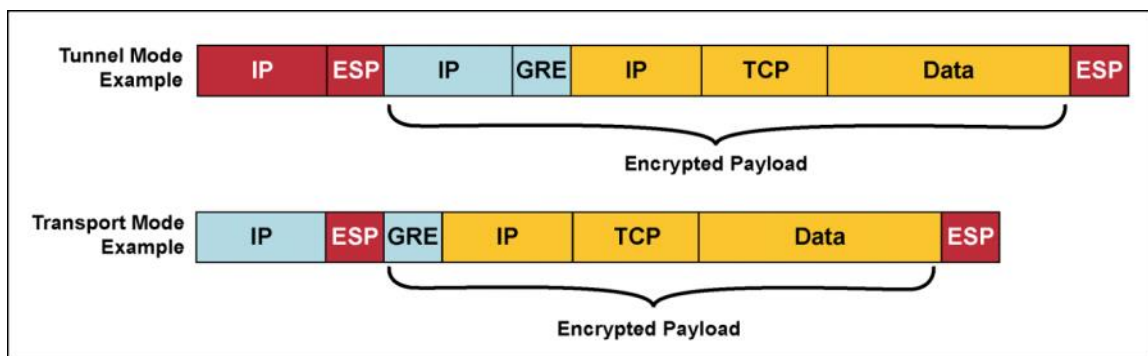 Tunnel Mode
Example
IP ESP IP GRE IP TCP Data ESP
Encrypted Payload
Transport Mode
Example
IP ESP GRE IP TCP Data ESP
Encrypted Payload